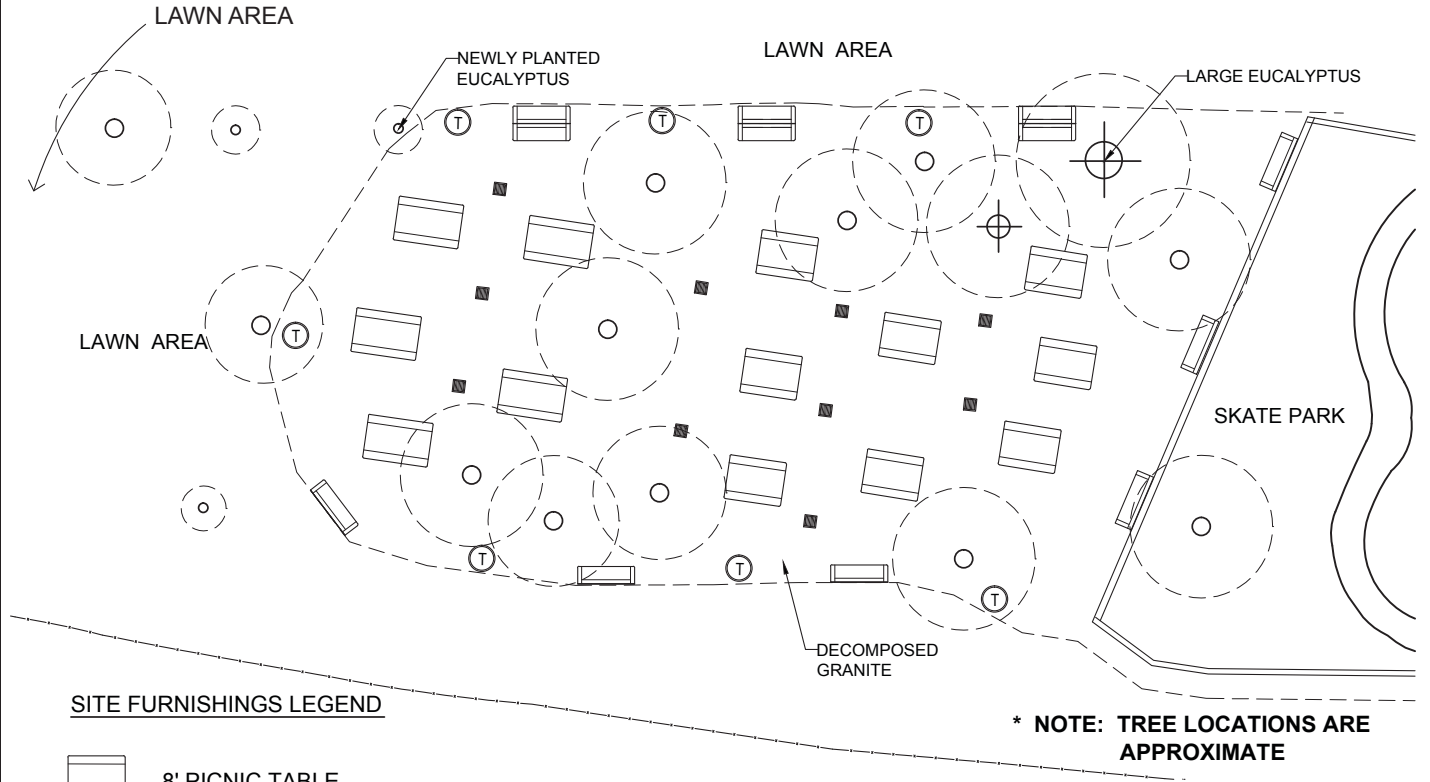 LAWN AREA
LAWN AREA
NEWLY PLANTED
EUCALYPTUS
LARGE EUCALYPTUS
T
T
T
LAWN AREA
T
SKATE PARK
T
T
T
DECOMPOSED
GRANITE
SITE FURNISHINGS LEGEND
* NOTE: TREE LOCATIONS ARE
APPROXIMATE
8' PICNIC TABLE